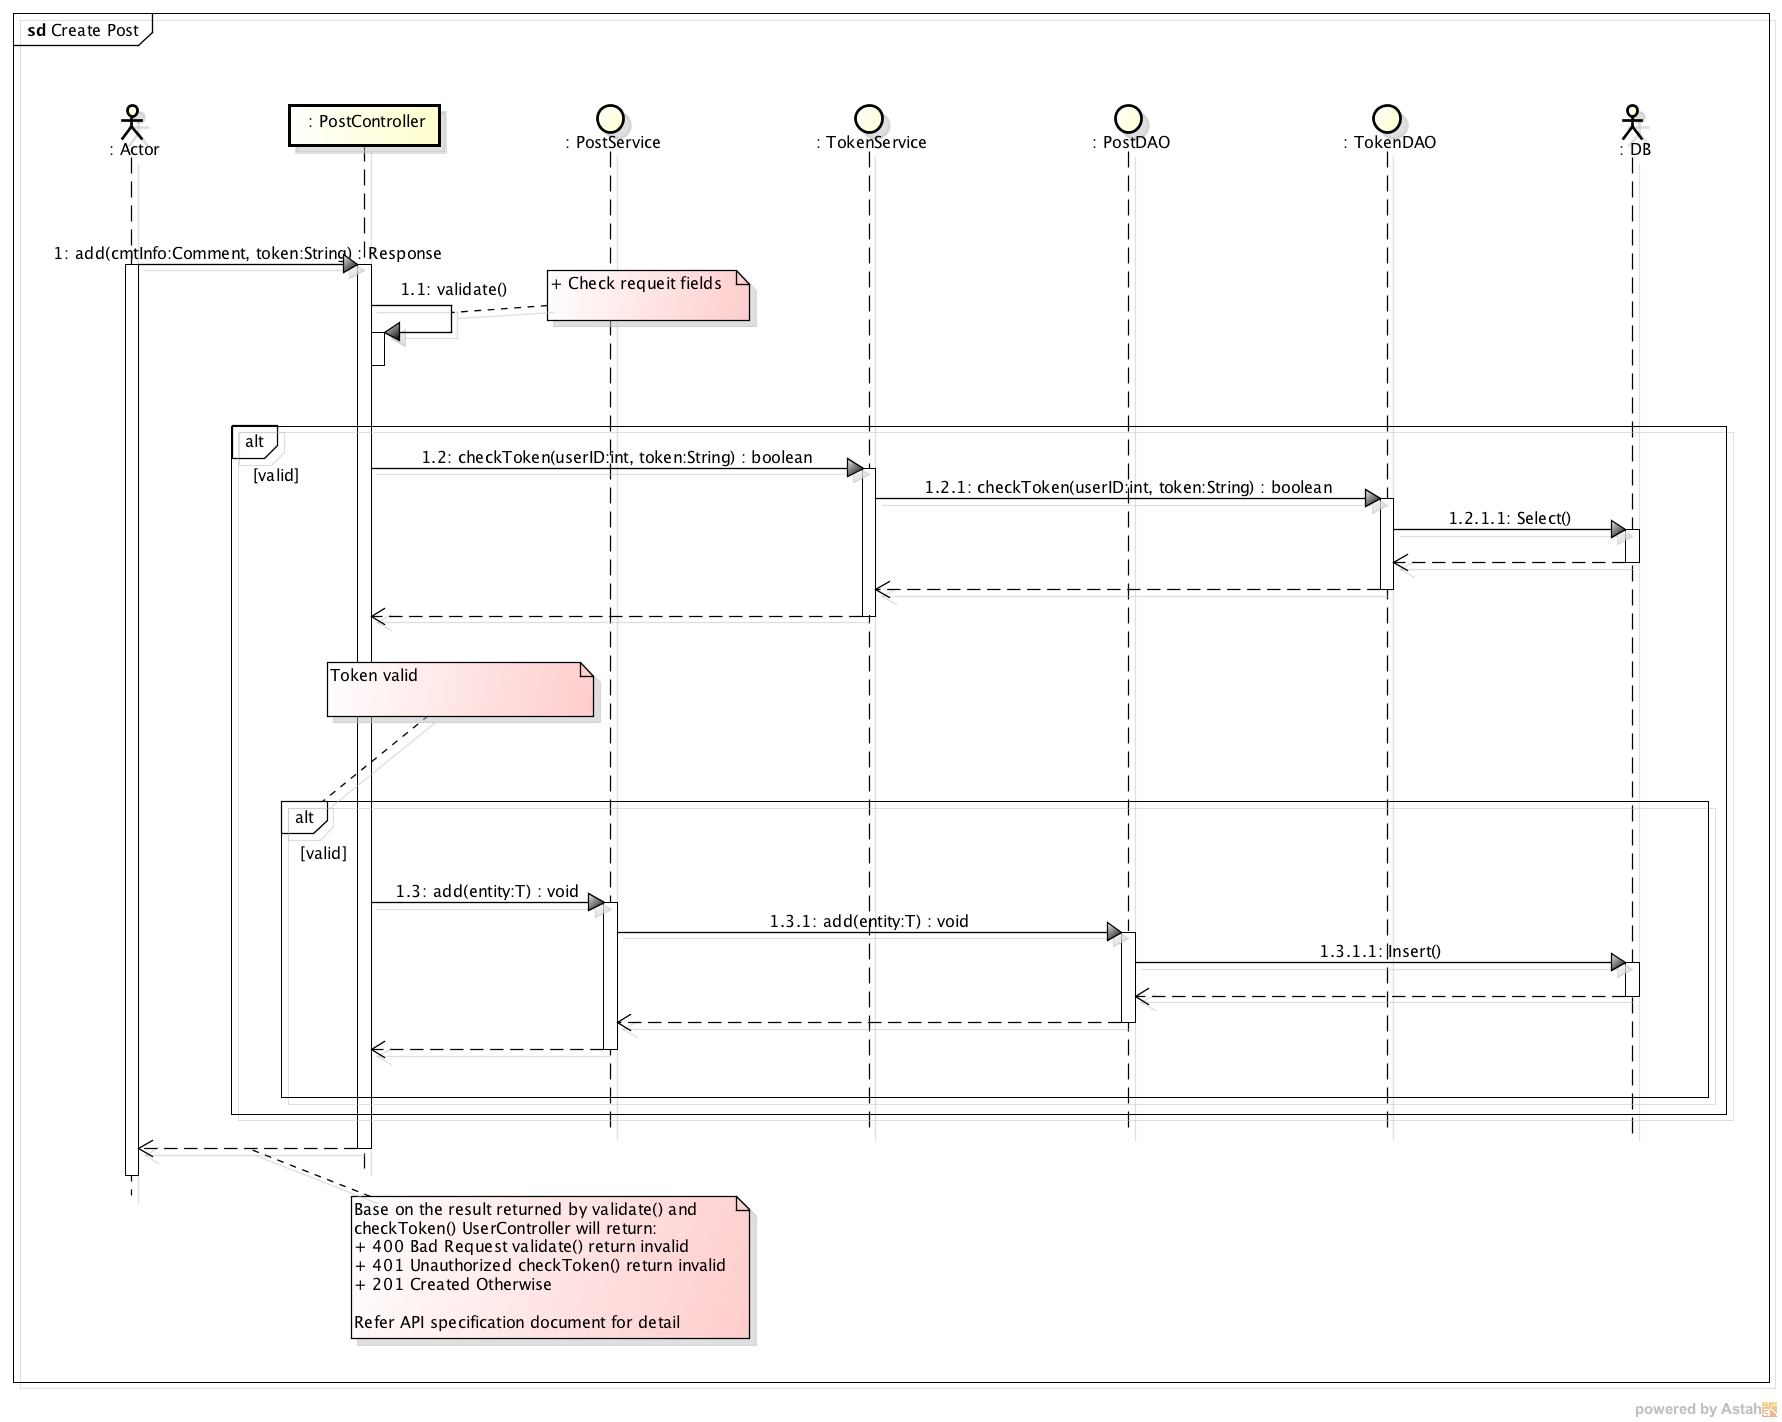 sd Create Post
: Actor
: PostController
: PostService
: TokenService
: PostDAO
: TokenDAO
: DB
1: add(cmtInfo:Comment, token:String) : Response
1.1: validate()
+ Check requeit fields
alt
[valid]
1.2: checkToken(userID:int, token:String) : boolean
1.2.1: checkToken(userID:int, token:String) : boolean
1.2.1.1: Select()
Token valid
alt
[valid]
1.3: add(entity:T) : void
1.3.1: add(entity:T) : void
1.3.1.1: Insert()
Base on the result returned by validate() and
checkToken() UserController will return:
+ 400 Bad Request validate() return invalid
+ 401 Unauthorized checkToken() return invalid
+ 201 Created Otherwise
Refer API specification document for detail
powered by Astah